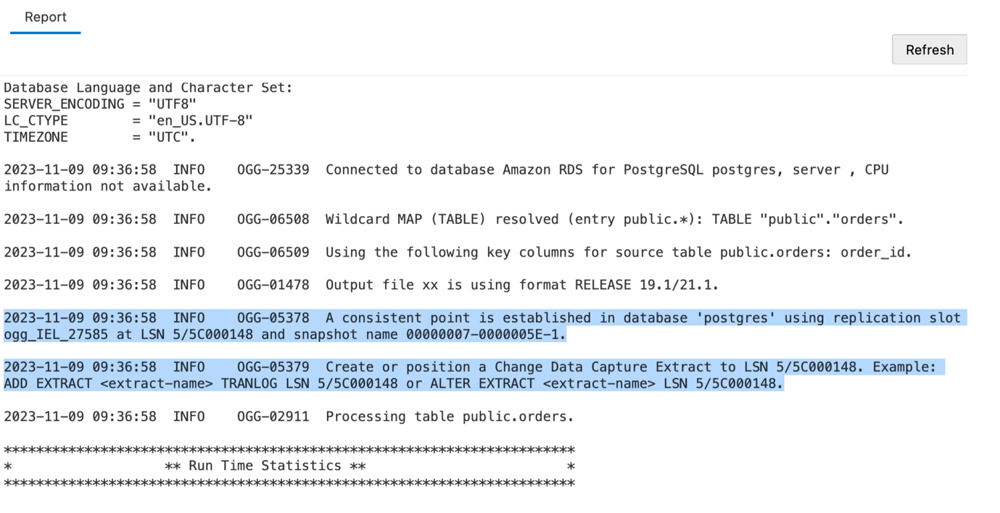 Report
Refresh
Database Language and Character Set:
SERVER_ENCODING = "UTF8"
LC_CTYPE        = "en_US.UTF-8"
TIMEZONE        = "UTC".
2023-11-09 09:36:58  INFO    OGG-25339  Connected to database Amazon RDS for PostgreSQL postgres, server , CPU
information not available.
2023-11-09 09:36:58  INFO    OGG-06508  Wildcard MAP (TABLE) resolved (entry public.*): TABLE "public"."orders".
2023-11-09 09:36:58  INFO    OGG-06509  Using the following key columns for source table public.orders: order_id.
2023-11-09 09:36:58  INFO    OGG-01478  Output file xx is using format RELEASE 19.1/21.1.
2023-11-09 09:36:58  INFO    OGG-05378  A consistent point is established in database 'postgres' using replication slot
ogg_IEL_27585 at LSN 5/5C000148 and snapshot name 00000007-0000005E-1.
2023-11-09 09:36:58  INFO    OGG-05379  Create or position a Change Data Capture Extract to LSN 5/5C000148. Example:
ADD EXTRACT <extract-name> TRANLOG LSN 5/5C000148 or ALTER EXTRACT <extract-name> LSN 5/5C000148.
2023-11-09 09:36:58  INFO    OGG-02911  Processing table public.orders.
***********************************************************************
*                   ** Run Time Statistics **                         *
***********************************************************************